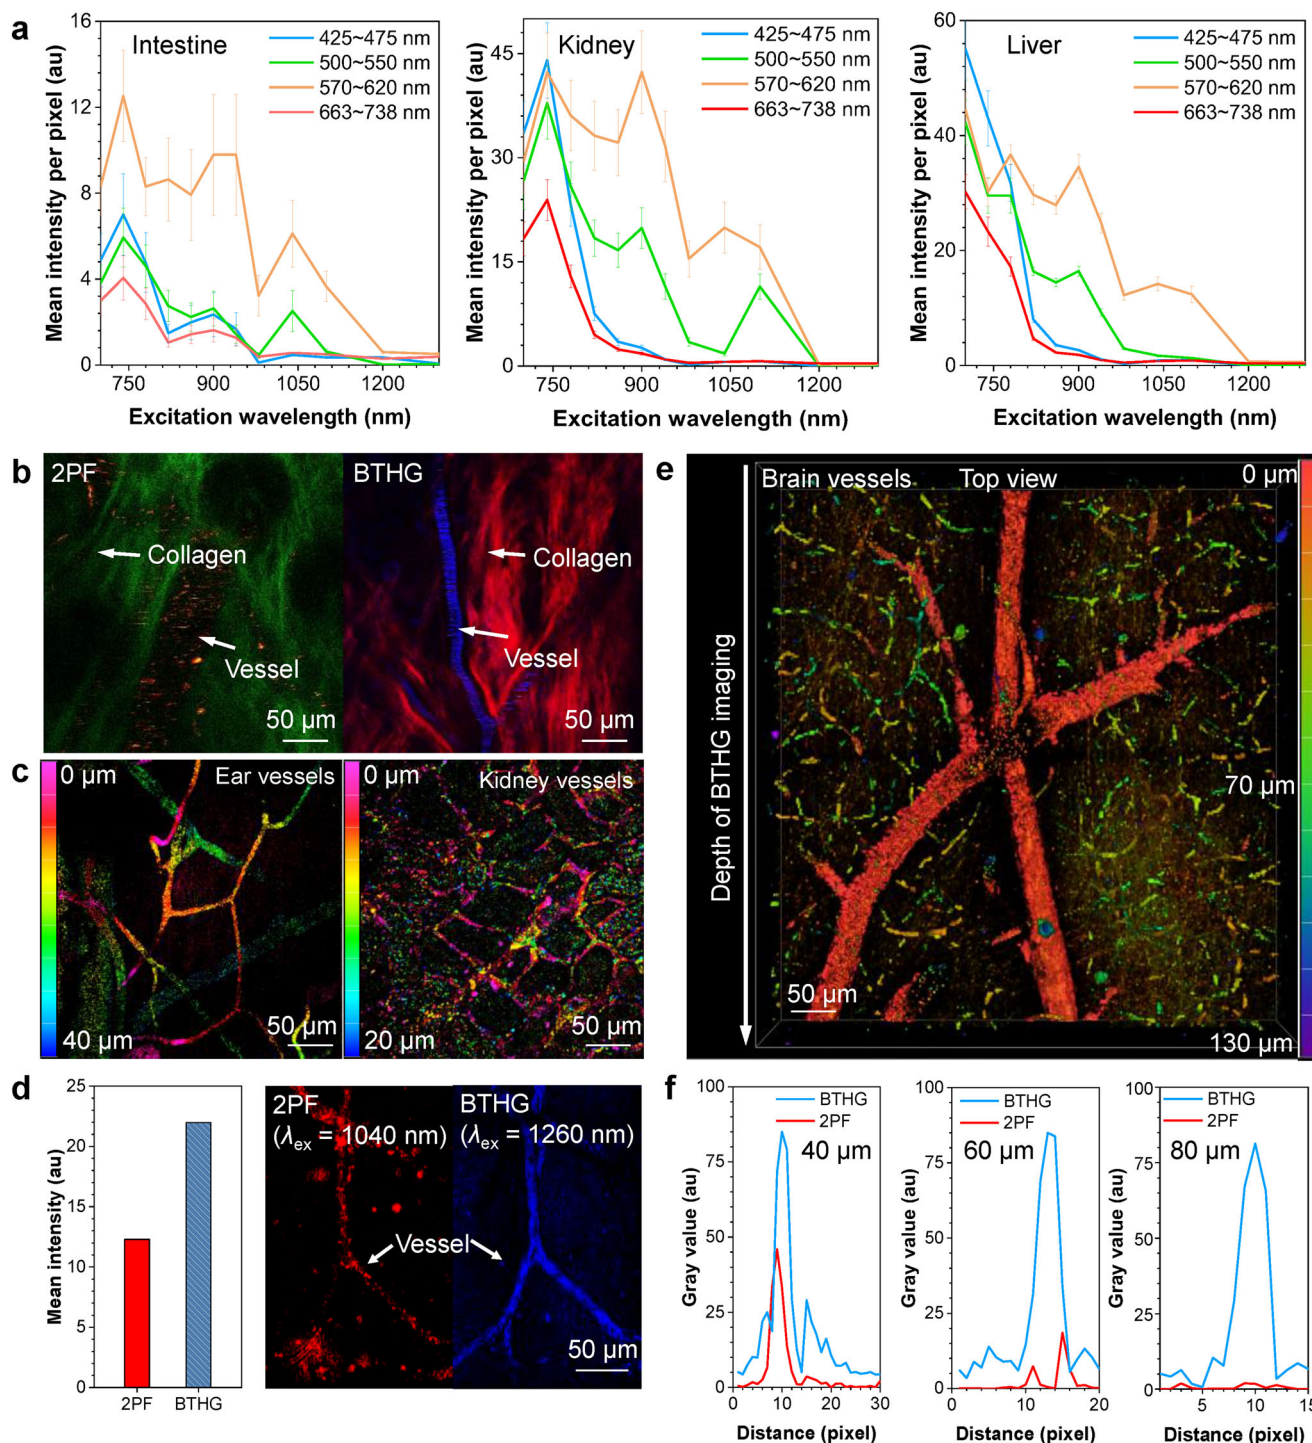 a
Intestine
425~475 nm
500~550 nm
570~620 nm
663~738 nm
Mean intensity per pixel (au)
16
12
8
4
0
750
900
1050
1200
Excitation wavelength (nm)
Kidney
425~475 nm
500~550 nm
570~620 nm
663~738 nm
Mean intensity per pixel (au)
45
30
15
0
750
900
1050
1200
Excitation wavelength (nm)
Liver
425~475 nm
500~550 nm
570~620 nm
663~738 nm
Mean intensity per pixel (au)
60
40
20
0
750
900
1050
1200
Excitation wavelength (nm)
b
2PF
Collagen
Vessel
50 μm
BTHG
Collagen
Vessel
50 μm
c
0 μm
Ear vessels
40 μm
50 μm
0 μm
Kidney vessels
20 μm
50 μm
e
Depth of BTHG imaging
Brain vessels
Top view
0 μm
70 μm
130 μm
50 μm
d
Mean intensity (au)
25
20
15
10
5
0
2PF
BTHG
2PF
(λex = 1040 nm)
BTHG
(λex = 1260 nm)
Vessel
50 μm
f
Gray value (au)
100
75
50
25
0
BTHG
2PF
40 μm
0
10
20
30
Distance (pixel)
Gray value (au)
100
75
50
25
0
BTHG
2PF
60 μm
0
10
20
Distance (pixel)
Gray value (au)
100
75
50
25
0
BTHG
2PF
80 μm
5
10
15
Distance (pixel)